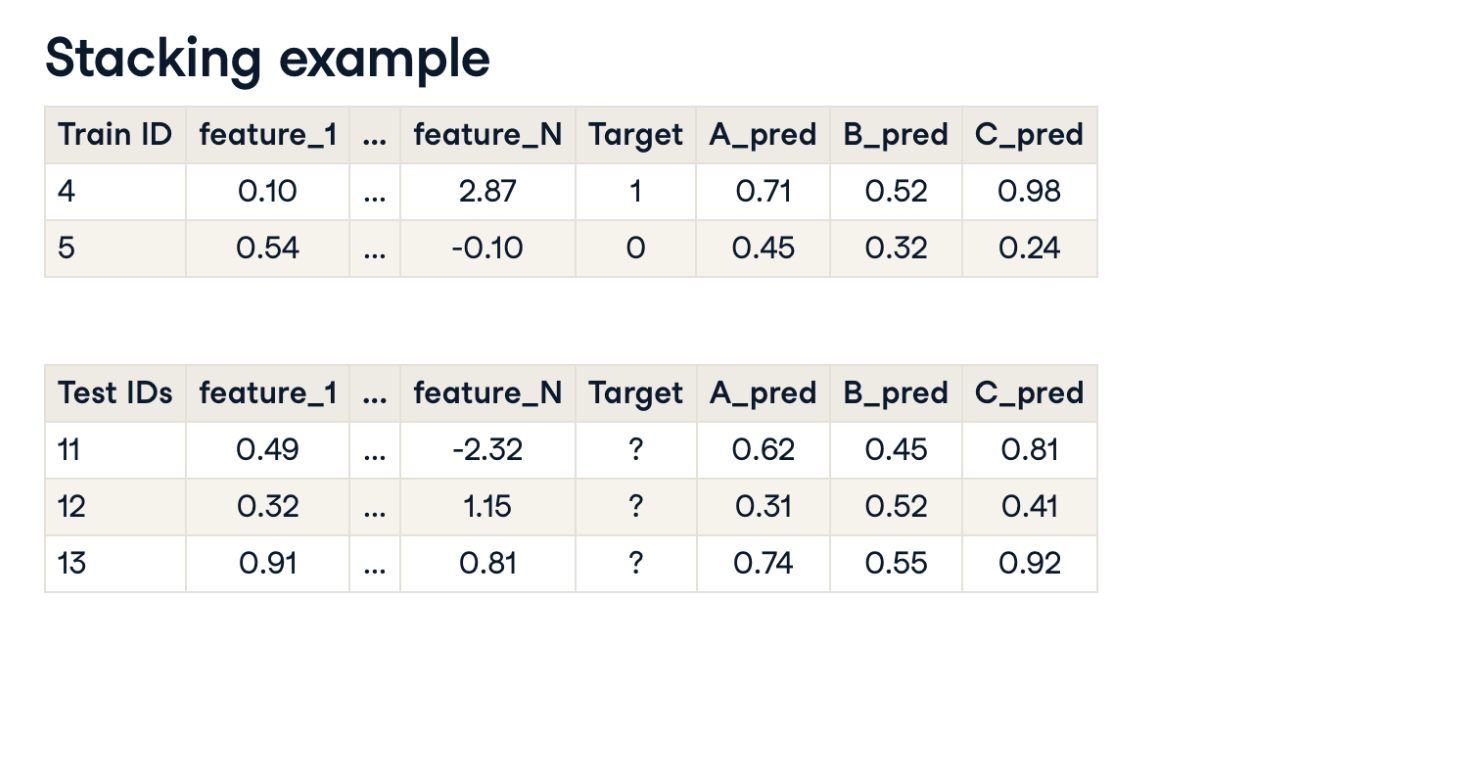 Stacking example
Train ID feature_1 ... feature_N Target A_pred B_pred C_pred
4 0.10 ... 2.87 1 0.71 0.52 0.98
5 0.54 ... -0.10 0 0.45 0.32 0.24
Test IDs feature_1 ... feature_N Target A_pred B_pred C_pred
11 0.49 ... -2.32 ? 0.62 0.45 0.81
12 0.32 ... 1.15 ? 0.31 0.52 0.41
13 0.91 ... 0.81 ? 0.74 0.55 0.92